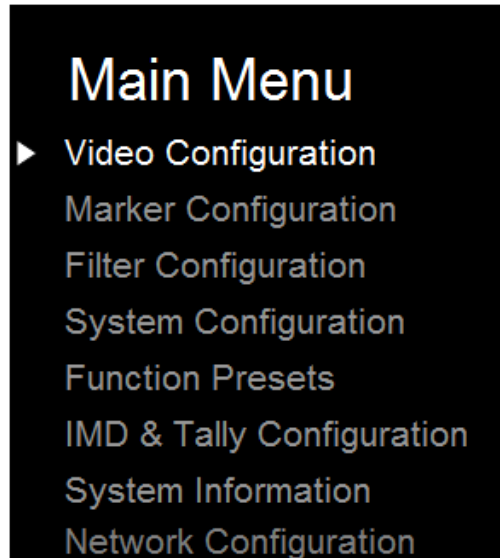 Main Menu
Video Configuration
Marker Configuration
Filter Configuration
System Configuration
Function Presets
IMD & Tally Configuration
System Information
Network Configuration